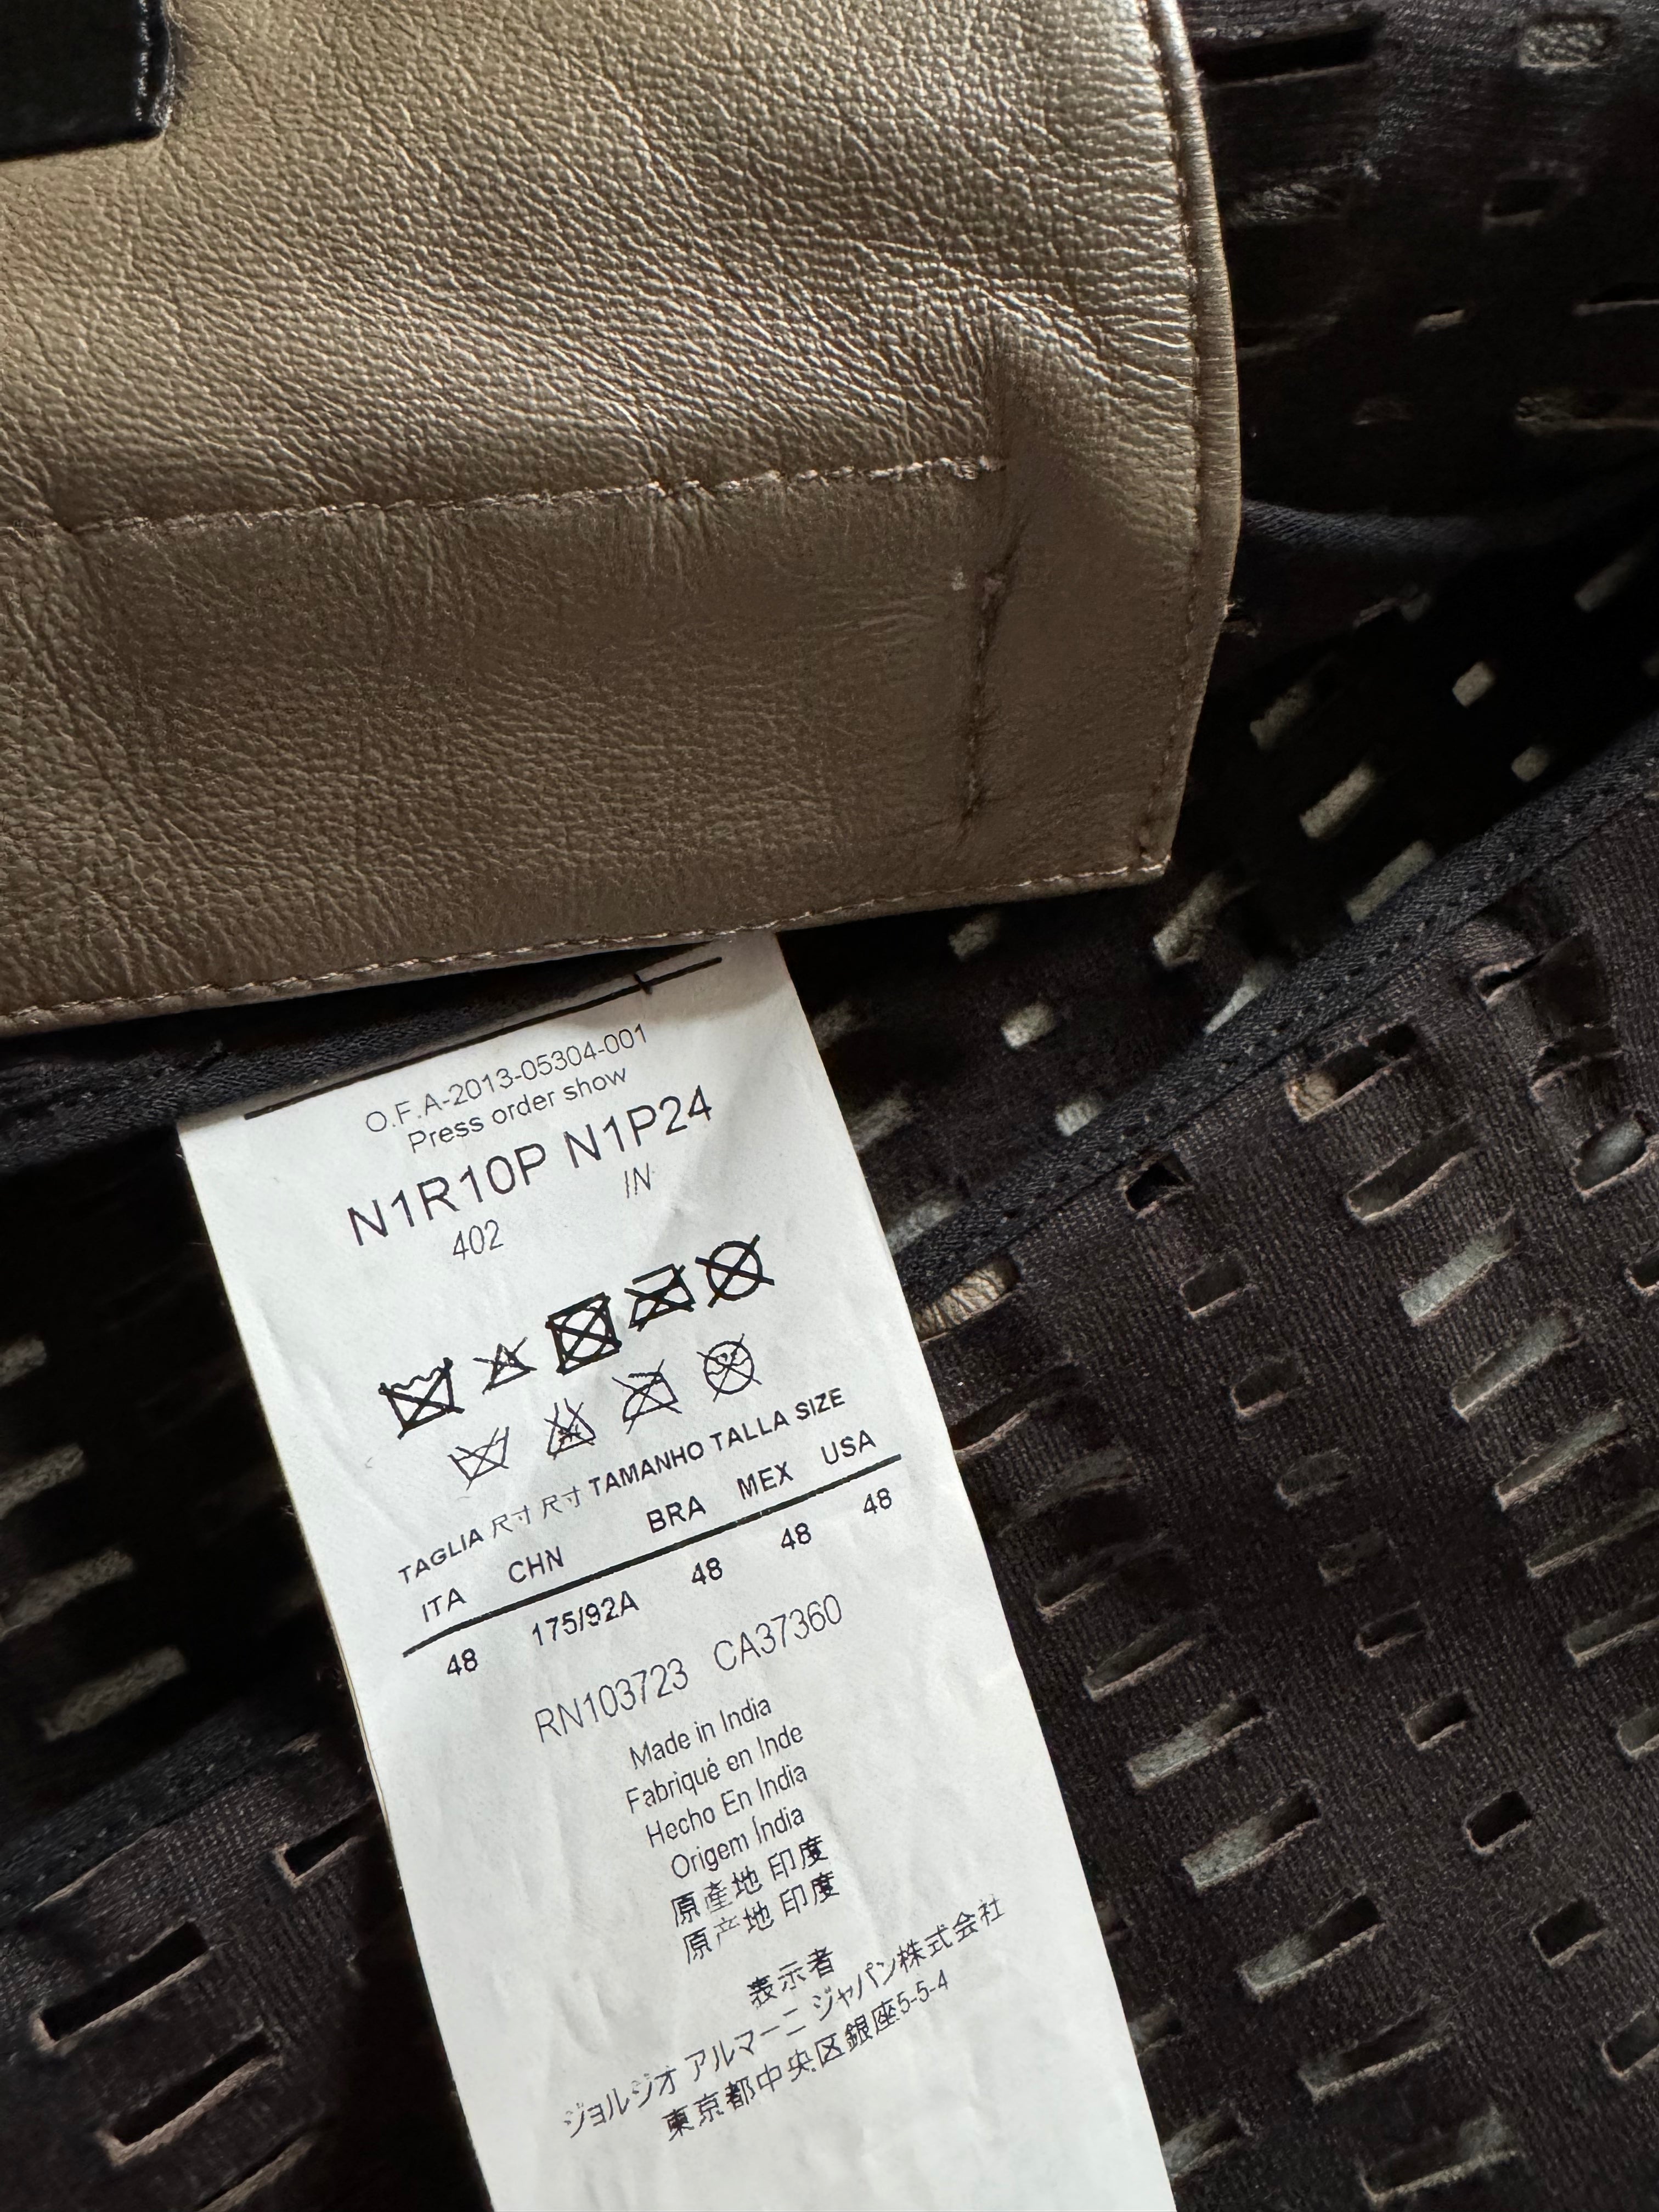 O.F.A-2013-05304-001
Press order show
N1R10P N1P24
402 IN
TAGLIA 尺寸 尺寸 TAMANHO TALLA SIZE
ITA CHN BRA MEX USA
48 175/92A 48 48 48
RN103723 CA37360
Made in India
Fabriqué en Inde
Hecho En India
Origem India
原產地 印度
原产地 印度
表示者
ジョルジオ アルマーニ ジャパン株式会社
東京都中央区銀座5-5-4